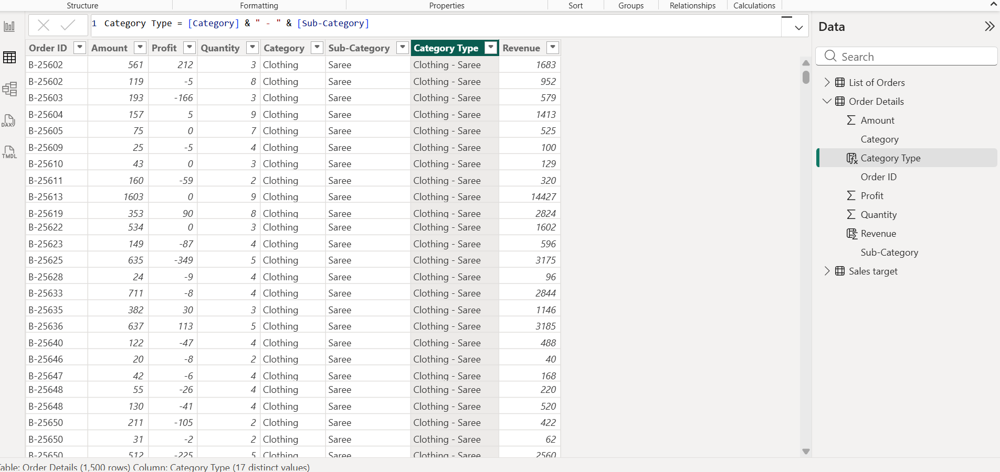 Structure Formatting Properties Sort Groups Relationships Calculations
1 Category Type = [Category] & " - " & [Sub-Category]
Order ID Amount Profit Quantity Category Sub-Category Category Type Revenue
B-25602 561 212 3 Clothing Saree Clothing - Saree 1683
B-25602 119 -5 8 Clothing Saree Clothing - Saree 952
B-25603 193 -166 3 Clothing Saree Clothing - Saree 579
B-25604 157 5 9 Clothing Saree Clothing - Saree 1413
B-25605 75 0 7 Clothing Saree Clothing - Saree 525
B-25609 25 -5 4 Clothing Saree Clothing - Saree 100
B-25610 43 0 3 Clothing Saree Clothing - Saree 129
B-25611 160 -59 2 Clothing Saree Clothing - Saree 320
B-25613 1603 0 9 Clothing Saree Clothing - Saree 14427
B-25619 353 90 8 Clothing Saree Clothing - Saree 2824
B-25622 534 0 3 Clothing Saree Clothing - Saree 1602
B-25623 149 -87 4 Clothing Saree Clothing - Saree 596
B-25625 635 -349 5 Clothing Saree Clothing - Saree 3175
B-25628 24 -9 4 Clothing Saree Clothing - Saree 96
B-25633 711 -8 4 Clothing Saree Clothing - Saree 2844
B-25635 382 30 3 Clothing Saree Clothing - Saree 1146
B-25636 637 113 5 Clothing Saree Clothing - Saree 3185
B-25640 122 -47 4 Clothing Saree Clothing - Saree 488
B-25646 20 -8 2 Clothing Saree Clothing - Saree 40
B-25647 42 -6 4 Clothing Saree Clothing - Saree 168
B-25648 55 -26 4 Clothing Saree Clothing - Saree 220
B-25648 130 -41 4 Clothing Saree Clothing - Saree 520
B-25650 211 -105 2 Clothing Saree Clothing - Saree 422
B-25650 31 -2 2 Clothing Saree Clothing - Saree 62
B-25650 512 -225 5 Clothing Saree Clothing - Saree 2560
able: Order Details (1,500 rows) Column: Category Type (17 distinct values)
DAX
TMDL
Data
Search
List of Orders
Order Details
Amount
Category
Category Type
Order ID
Profit
Quantity
Revenue
Sub-Category
Sales target